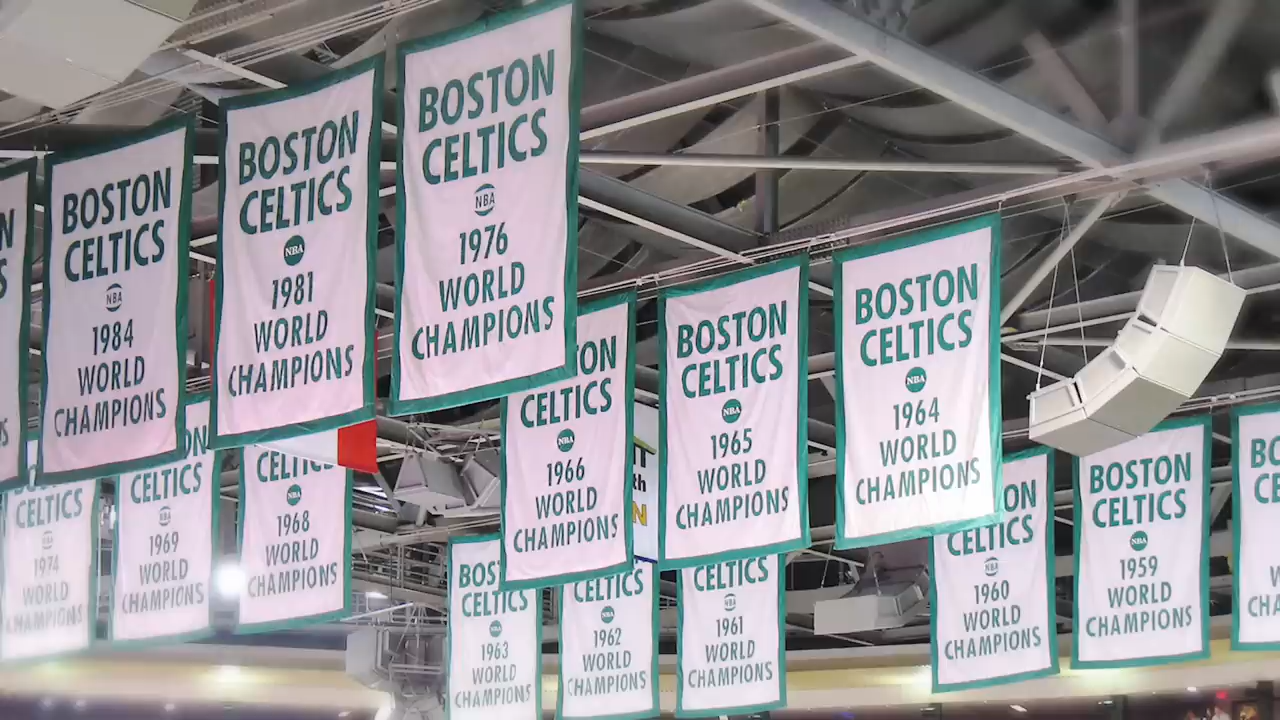 BOSTON
CELTICS
NBA
1984
WORLD
CHAMPIONS
BOSTON
CELTICS
NBA
1981
WORLD
CHAMPIONS
BOSTON
CELTICS
NBA
1976
WORLD
CHAMPIONS
CELTICS
NBA
1966
WORLD
CHAMPIONS
BOSTON
CELTICS
NBA
1965
WORLD
CHAMPIONS
BOSTON
CELTICS
NBA
1964
WORLD
CHAMPIONS
CELTICS
NBA
1974
WORLD
CHAMPIONS
CELTICS
NBA
1969
WORLD
CHAMPIONS
CELTICS
NBA
1968
WORLD
CHAMPIONS
CELTICS
NBA
1963
WORLD
CHAMPIONS
CELTICS
NBA
1962
WORLD
CHAMPIONS
CELTICS
NBA
1961
WORLD
CHAMPIONS
CELTICS
NBA
1960
WORLD
CHAMPIONS
BOSTON
CELTICS
NBA
1959
WORLD
CHAMPIONS